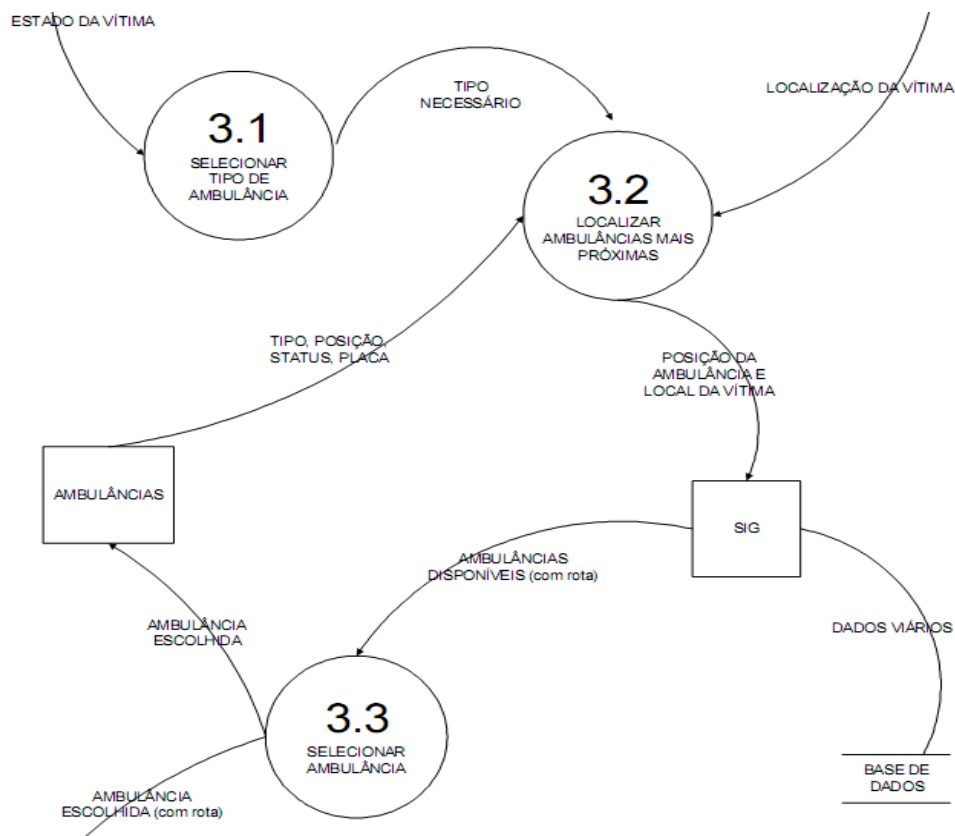 ESTADO DA VÍTIMA
3.1
SELECIONAR
TIPO DE
AMBULÂNCIA
TIPO
NECESSÁRIO
LOCALIZAÇÃO DA VÍTIMA
3.2
LOCALIZAR
AMBULÂNCIAS MAIS
PRÓXIMAS
TIPO, POSIÇÃO,
STATUS, PLACA
POSIÇÃO DA
AMBULÂNCIA E
LOCAL DA VÍTIMA
AMBULÂNCIAS
SIG
AMBULÂNCIAS
DISPONÍVEIS (com rota)
DADOS VIÁRIOS
AMBULÂNCIA
ESCOLHIDA
3.3
SELECIONAR
AMBULÂNCIA
BASE DE
DADOS
AMBULÂNCIA
ESCOLHIDA (com rota)